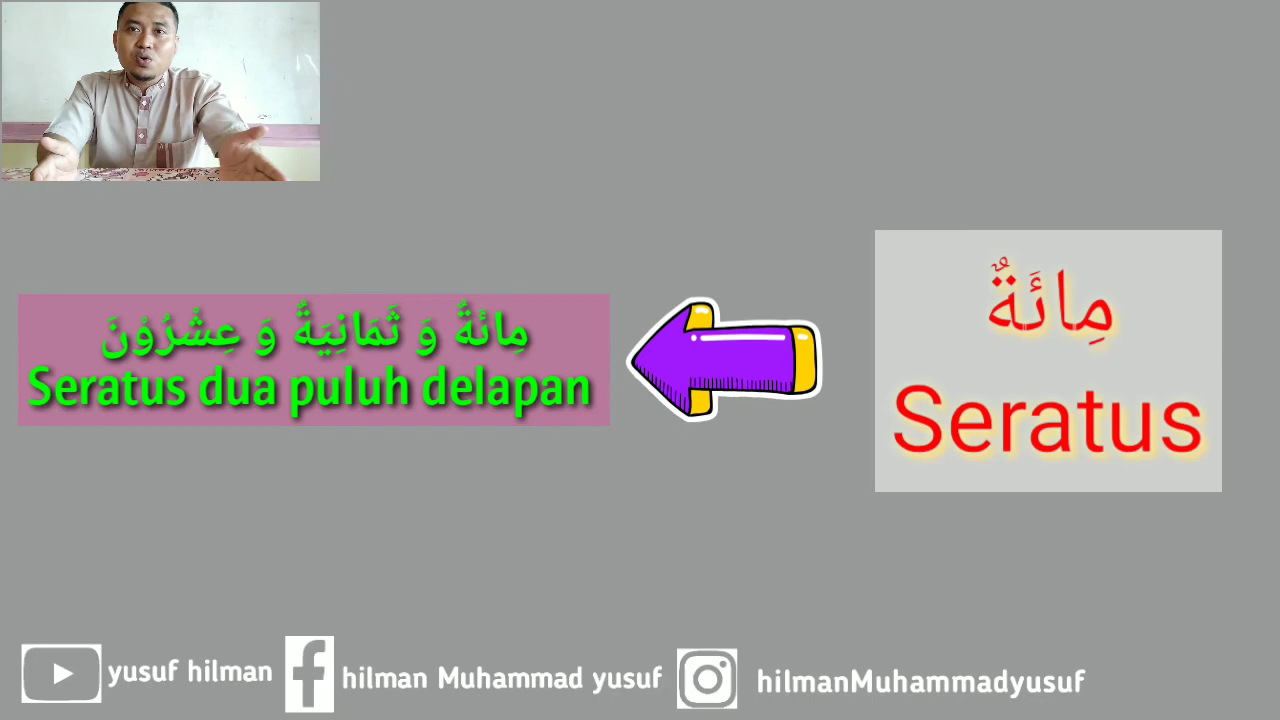 مِائَةٌ
Seratus
مِائَةٌ وَ ثَمَانِيَةٌ وَ عِشْرُوْنَ
Seratus dua puluh delapan
yusuf hilman
hilman Muhammad yusuf
hilmanMuhammadyusuf